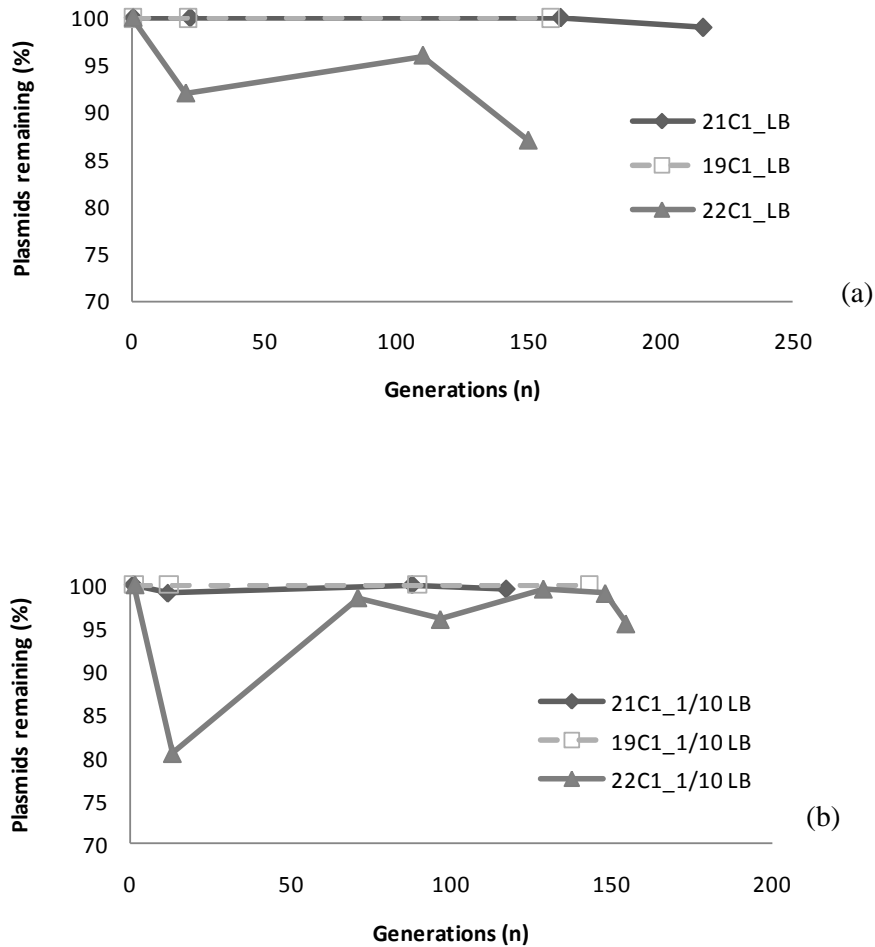 100
95
90
85
80
75
70
Plasmids remaining (%)
21C1_LB
19C1_LB
22C1_LB
0 50 100 150 200 250
Generations (n)
(a)
100
95
90
85
80
75
70
Plasmids remaining (%)
21C1_1/10 LB
19C1_1/10 LB
22C1_1/10 LB
0 50 100 150 200
Generations (n)
(b)